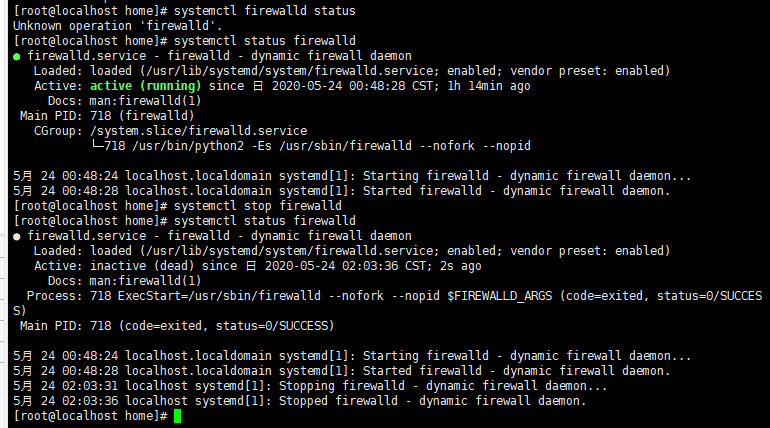 [root@localhost home]# systemctl firewalld status
Unknown operation 'firewalld'.
[root@localhost home]# systemctl status firewalld
● firewalld.service - firewalld - dynamic firewall daemon
   Loaded: loaded (/usr/lib/systemd/system/firewalld.service; enabled; vendor preset: enabled)
   Active: active (running) since 日 2020-05-24 00:48:28 CST; 1h 14min ago
     Docs: man:firewalld(1)
 Main PID: 718 (firewalld)
   CGroup: /system.slice/firewalld.service
           └─718 /usr/bin/python2 -Es /usr/sbin/firewalld --nofork --nopid

5月 24 00:48:24 localhost.localdomain systemd[1]: Starting firewalld - dynamic firewall daemon...
5月 24 00:48:28 localhost.localdomain systemd[1]: Started firewalld - dynamic firewall daemon.
[root@localhost home]# systemctl stop firewalld
[root@localhost home]# systemctl status firewalld
● firewalld.service - firewalld - dynamic firewall daemon
   Loaded: loaded (/usr/lib/systemd/system/firewalld.service; enabled; vendor preset: enabled)
   Active: inactive (dead) since 日 2020-05-24 02:03:36 CST; 2s ago
     Docs: man:firewalld(1)
  Process: 718 ExecStart=/usr/sbin/firewalld --nofork --nopid $FIREWALLD_ARGS (code=exited, status=0/SUCCES
S)
 Main PID: 718 (code=exited, status=0/SUCCESS)

5月 24 00:48:24 localhost.localdomain systemd[1]: Starting firewalld - dynamic firewall daemon...
5月 24 00:48:28 localhost.localdomain systemd[1]: Started firewalld - dynamic firewall daemon.
5月 24 02:03:31 localhost systemd[1]: Stopping firewalld - dynamic firewall daemon...
5月 24 02:03:36 localhost systemd[1]: Stopped firewalld - dynamic firewall daemon.
[root@localhost home]#